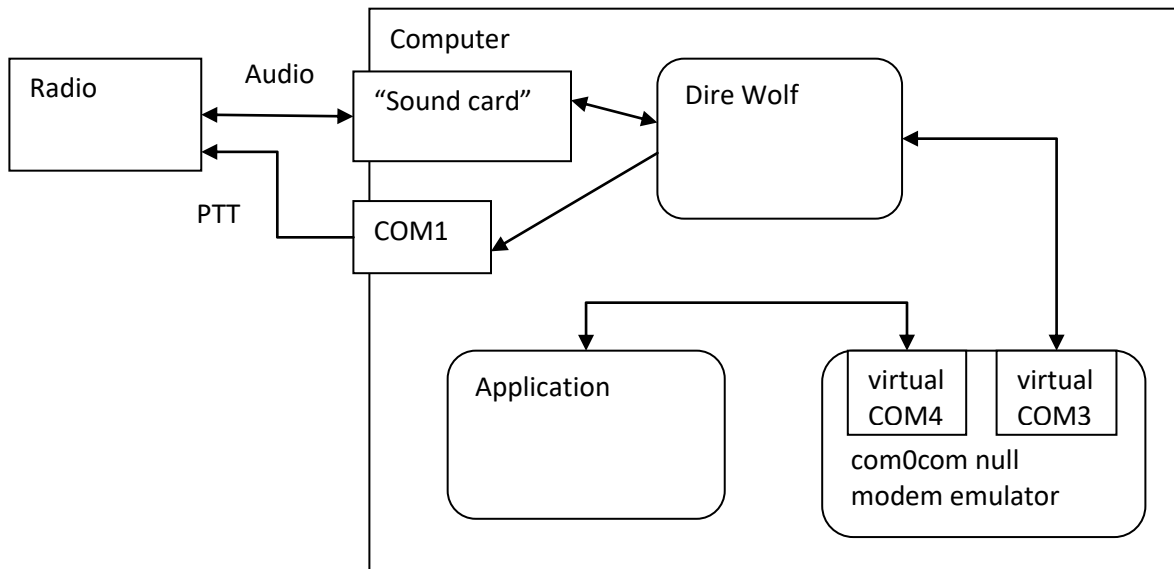 Computer
Radio
Audio
“Sound card”
Dire Wolf
PTT
COM1
Application
virtual
COM4
virtual
COM3
com0com null
modem emulator